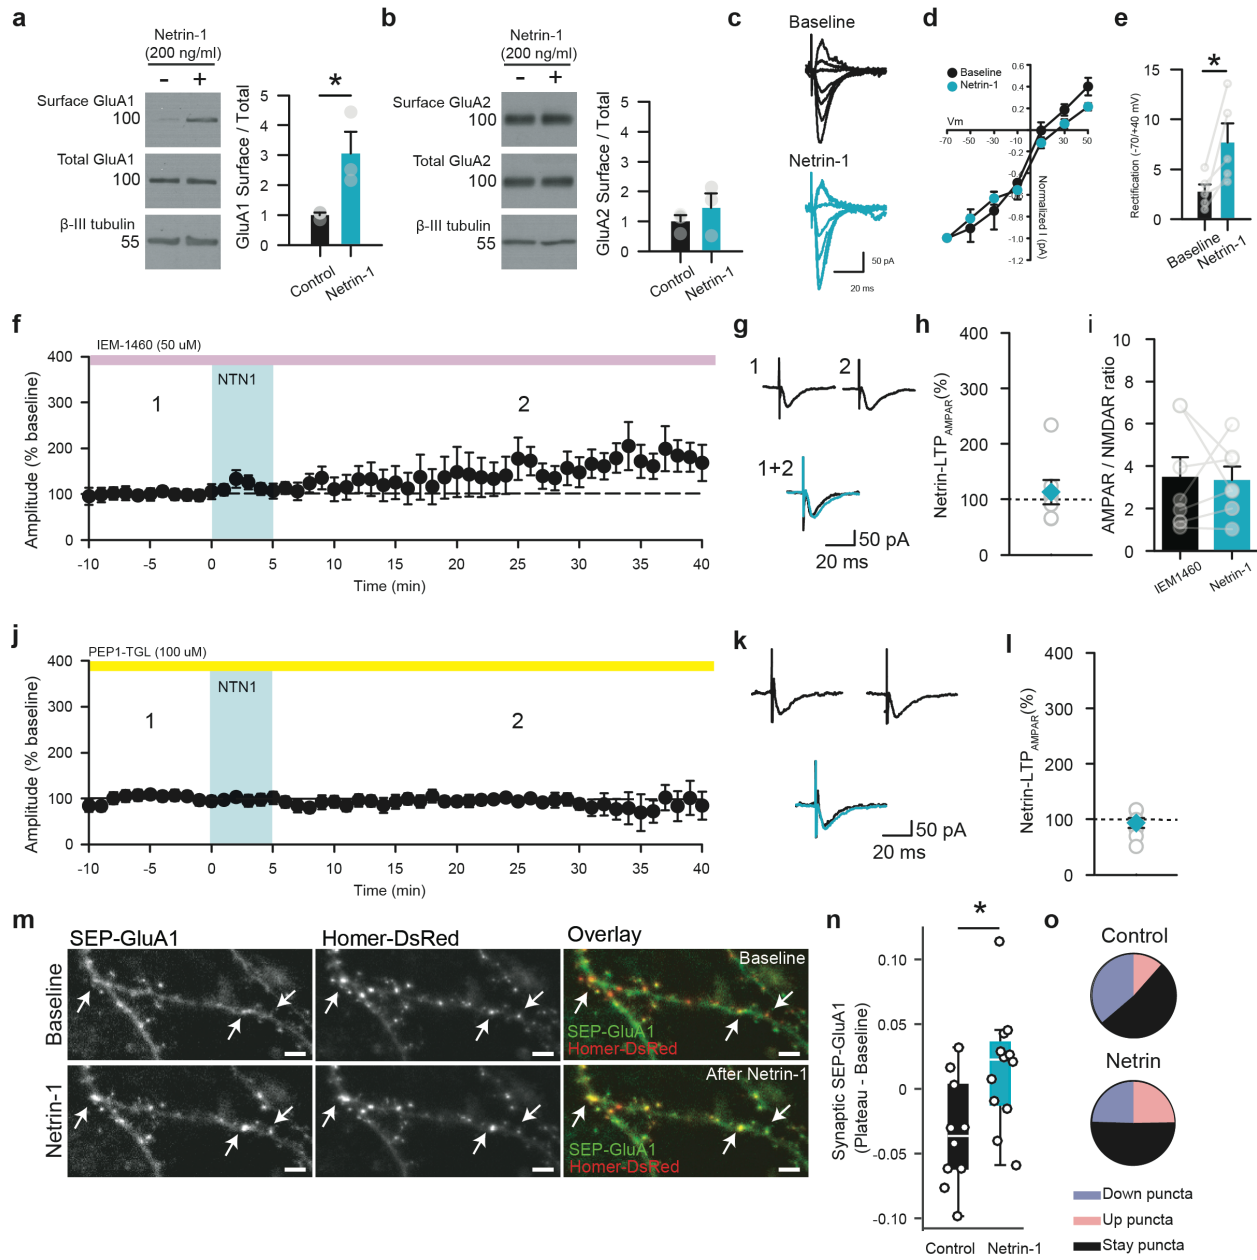 a
Netrin-1
(200 ng/ml)
- +
Surface GluA1
100
Total GluA1
100
β-III tubulin
55
*
GluA1 Surface / Total
5
4
3
2
1
0
Control
Netrin-1
b
Netrin-1
(200 ng/ml)
- +
Surface GluA2
100
Total GluA2
100
β-III tubulin
55
GluA2 Surface / Total
5
4
3
2
1
0
Control
Netrin-1
c
Baseline
Netrin-1
50 pA
20 ms
d
Baseline
Netrin-1
Vm
-70 -50 -30 -10 10 30 50
0.6
0.4
0.2
-0.2
-0.4
-0.6
-0.8
-1.0
-1.2
Normalized I (pA)
e
*
Rectification (-70/+40 mV)
15
10
5
0
Baseline
Netrin-1
f
IEM-1460 (50 uM)
NTN1
1
2
Amplitude (% baseline)
400
300
200
100
0
-10 -5 0 5 10 15 20 25 30 35 40
Time (min)
g
1
2
1+2
50 pA
20 ms
h
Netrin-LTPAMPAR(%)
400
300
200
100
0
i
AMPAR / NMDAR ratio
10
8
6
4
2
0
IEM1460
Netrin-1
j
PEP1-TGL (100 uM)
NTN1
1
2
Amplitude (% baseline)
400
300
200
100
0
-10 -5 0 5 10 15 20 25 30 35 40
Time (min)
k
50 pA
20 ms
l
Netrin-LTPAMPAR(%)
400
300
200
100
0
m
SEP-GluA1
Homer-DsRed
Overlay
Baseline
Baseline
SEP-GluA1
Homer-DsRed
Netrin-1
After Netrin-1
SEP-GluA1
Homer-DsRed
n
*
Synaptic SEP-GluA1
(Plateau - Baseline)
0.10
0.05
0
-0.05
-0.10
Control
Netrin-1
o
Control
Netrin
Down puncta
Up puncta
Stay puncta